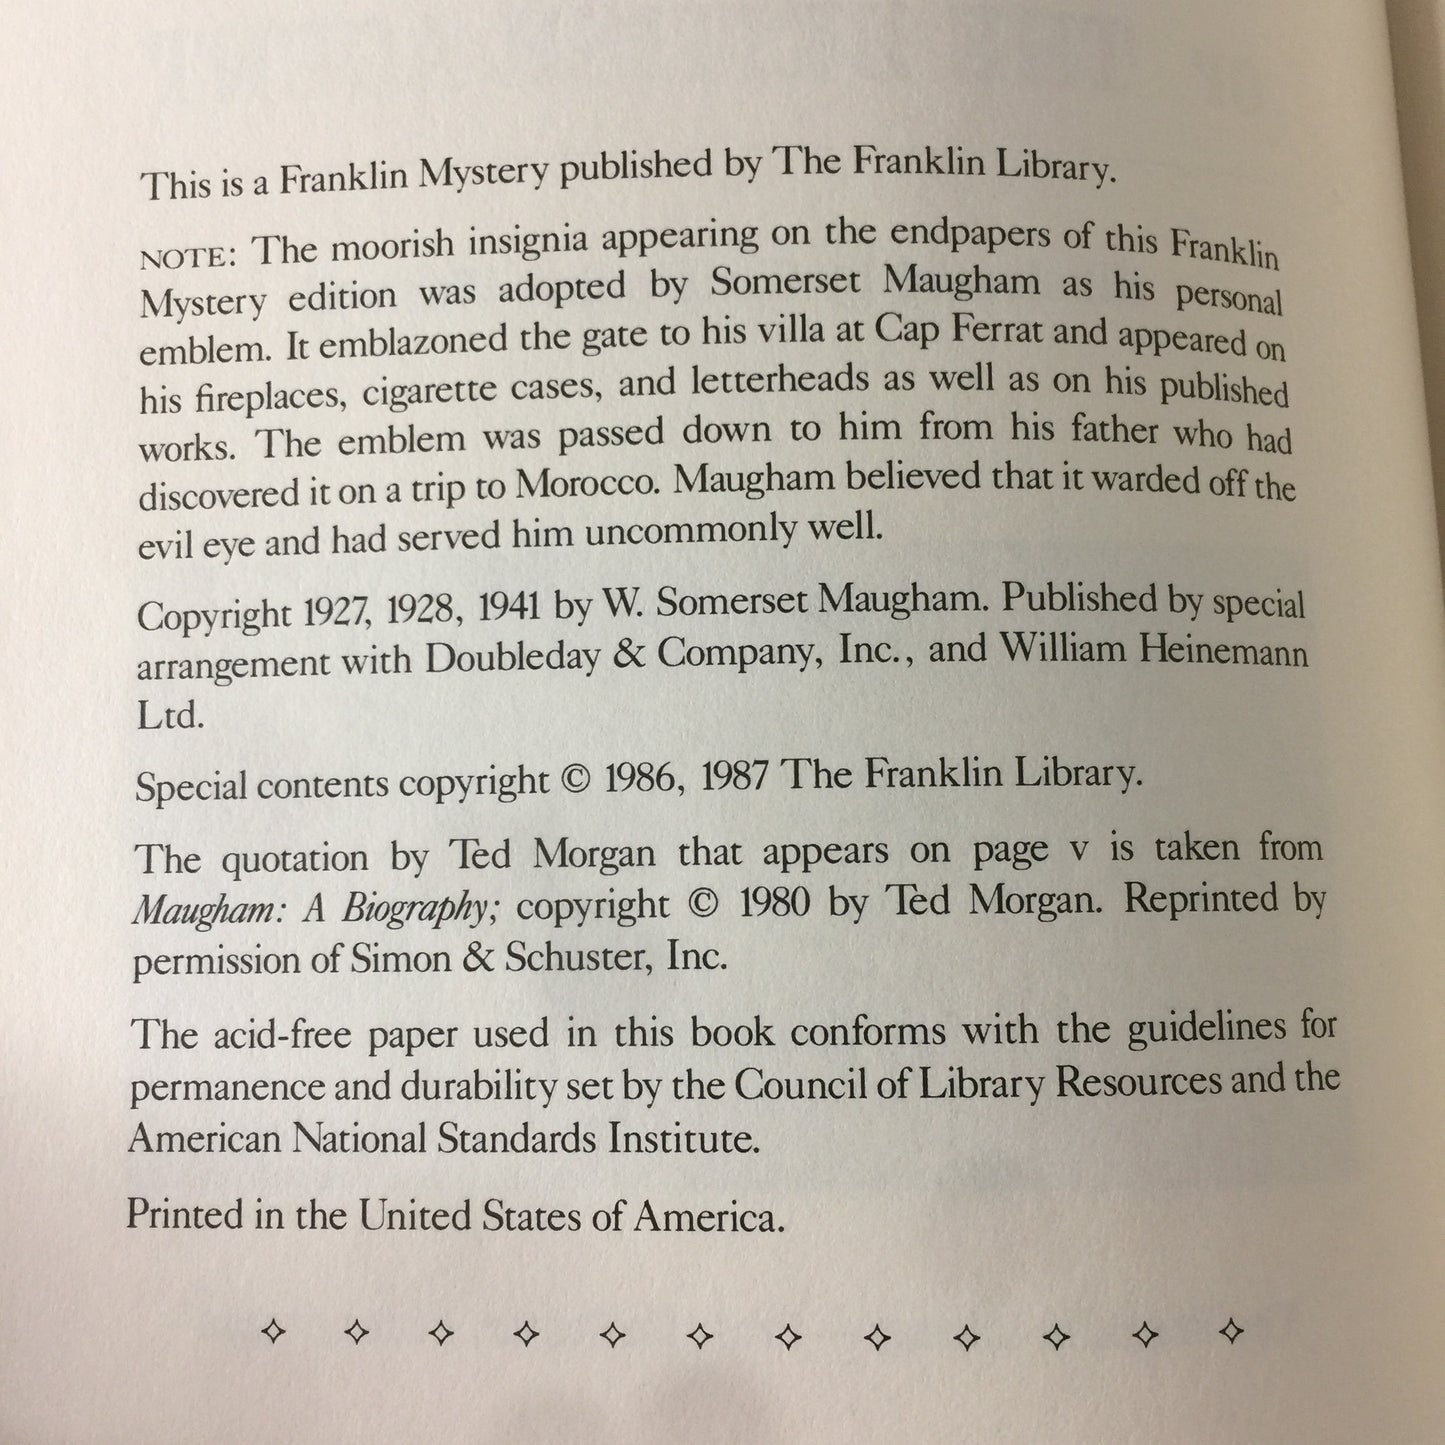 This is a Franklin Mystery published by The Franklin Library.
NOTE: The moorish insignia appearing on the endpapers of this Franklin
Mystery edition was adopted by Somerset Maugham as his personal
emblem. It emblazoned the gate to his villa at Cap Ferrat and appeared on
his fireplaces, cigarette cases, and letterheads as well as on his published
works. The emblem was passed down to him from his father who had
discovered it on a trip to Morocco. Maugham believed that it warded off the
evil eye and had served him uncommonly well.
Copyright 1927, 1928, 1941 by W. Somerset Maugham. Published by special
arrangement with Doubleday & Company, Inc., and William Heinemann
Ltd.
Special contents copyright © 1986, 1987 The Franklin Library.
The quotation by Ted Morgan that appears on page v is taken from
Maugham: A Biography; copyright © 1980 by Ted Morgan. Reprinted by
permission of Simon & Schuster, Inc.
The acid-free paper used in this book conforms with the guidelines for
permanence and durability set by the Council of Library Resources and the
American National Standards Institute.
Printed in the United States of America.